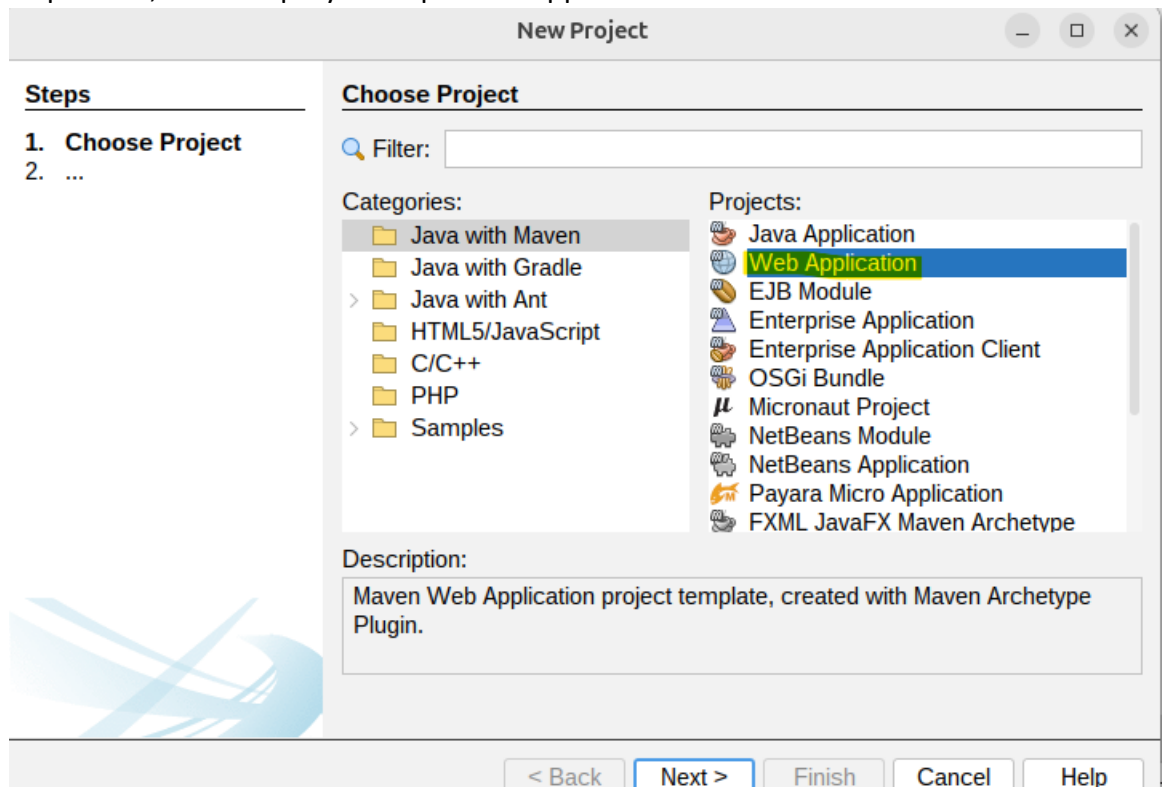 New Project
Steps
1. Choose Project
2. ...
Choose Project
Filter:
Categories:
Java with Maven
Java with Gradle
Java with Ant
HTML5/JavaScript
C/C++
PHP
Samples
Projects:
Java Application
Web Application
EJB Module
Enterprise Application
Enterprise Application Client
OSGi Bundle
μ Micronaut Project
NetBeans Module
NetBeans Application
Payara Micro Application
FXML JavaFX Maven Archetype
Description:
Maven Web Application project template, created with Maven Archetype
Plugin.
< Back Next > Finish Cancel Help